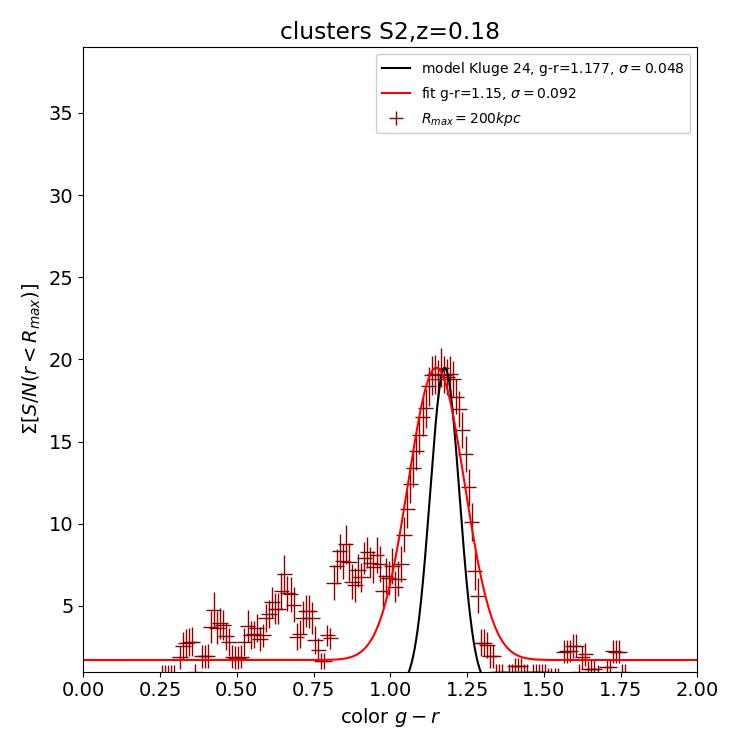 clusters S2,z=0.18
model Kluge 24, g-r=1.177, σ = 0.048
fit g-r=1.15, σ = 0.092
R_max = 200kpc
Σ[S/N(r < R_max)]
35
30
25
20
15
10
5
0.00 0.25 0.50 0.75 1.00 1.25 1.50 1.75 2.00
color g − r